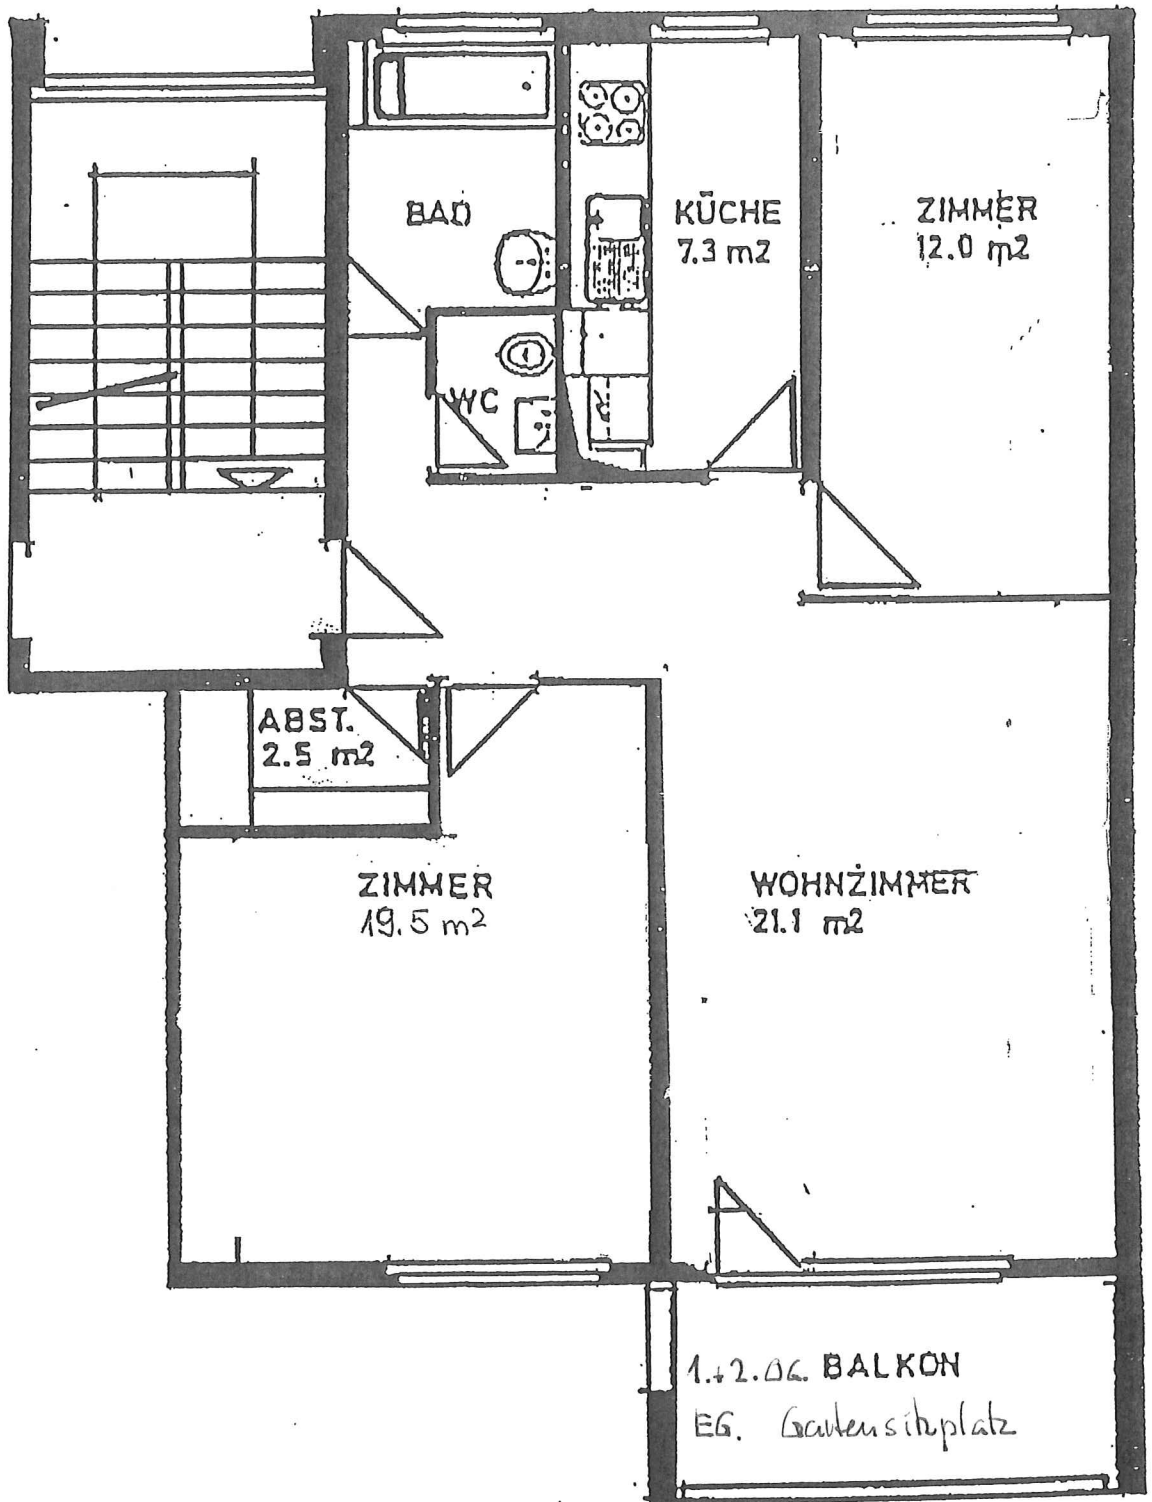 BAD
KÜCHE
7.3 m2
ZIMMER
12.0 m2
WC
ABST.
2.5 m2
ZIMMER
19.5 m²
WOHNZIMMER
21.1 m2
1.+2.OG. BALKON
EG. Gartensitzplatz